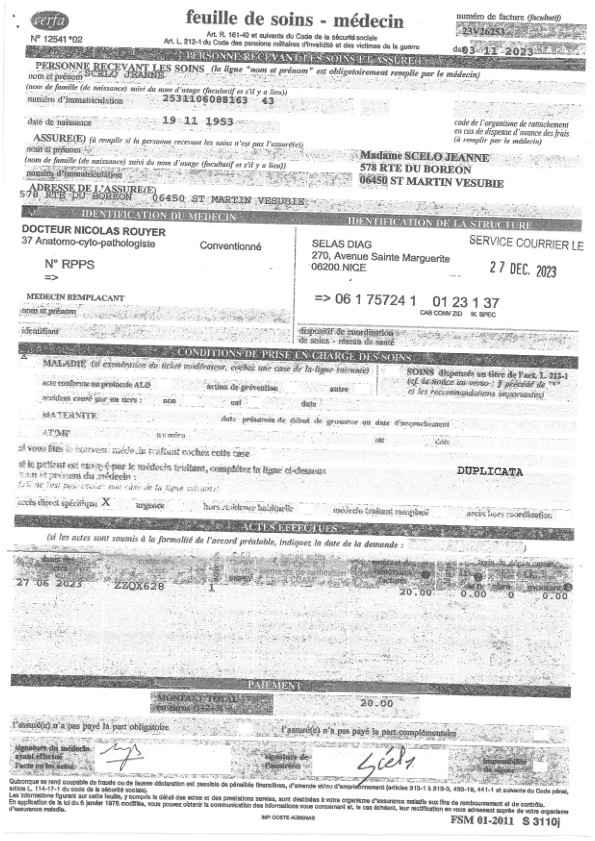 cerfa
feuille de soins - médecin
numéro de facture (facultatif)
N° 12541*02
Art. R. 161-40 et suivants du Code de la sécurité sociale
Art. L. 212-1 du Code des pensions militaires d'invalidité et des victimes de la guerre
23V26253
03 11 2023
PERSONNE RECEVANT LES SOINS ET ASSURE(E)
PERSONNE RECEVANT LES SOINS (la ligne "nom et prénom" est obligatoirement remplie par le médecin)
nom et prénom SCELO JEANNE
(nom de famille (de naissance) suivi du nom d'usage (facultatif et s'il y a lieu))
numéro d'immatriculation 2531106088163 43
date de naissance 19 11 1953
code de l'organisme de rattachement
en cas de dispense d'avance des frais
(à remplir par le médecin)
ASSURE(E) (à remplir si la personne recevant les soins n'est pas l'assuré(e))
nom et prénom
(nom de famille (de naissance) suivi du nom d'usage (facultatif et s'il y a lieu))
numéro d'immatriculation
Madame SCELO JEANNE
578 RTE DU BOREON
06450 ST MARTIN VESUBIE
ADRESSE DE L'ASSURE(E)
578 RTE DU BOREON 06450 ST MARTIN VESUBIE
IDENTIFICATION DU MEDECIN
IDENTIFICATION DE LA STRUCTURE
DOCTEUR NICOLAS ROUYER
37 Anatomo-cyto-pathologiste Conventionné
N° RPPS
=>
SELAS DIAG
270, Avenue Sainte Marguerite
06200 NICE
SERVICE COURRIER LE
27 DEC. 2023
=> 06 1 75724 1 01 23 1 37
CAB CONV ZID IK SPEC
MEDECIN REMPLACANT
nom et prénom
identifiant
dispositif de coordination
de soins - réseau de santé
CONDITIONS DE PRISE EN CHARGE DES SOINS
X
MALADIE (si exonération du ticket modérateur, cochez une case de la ligne suivante)
SOINS dispensés au titre de l'art. L. 212-1
(cf. la notice au verso : § précédé de "*"
et les recommandations importantes)
acte conforme au protocole ALD action de prévention autre
accident causé par un tiers : non oui date
MATERNITE date présumée de début de grossesse ou date d'accouchement
AT/MP numéro ou date
si vous êtes le nouveau médecin traitant cochez cette case
si le patient est envoyé par le médecin traitant, complétez la ligne ci-dessous
nom et prénom du médecin :
DUPLICATA
accès direct spécifique X urgence hors résidence habituelle médecin traitant remplacé accès hors coordination
ACTES EFFECTUES
(si les actes sont soumis à la formalité de l'accord préalable, indiquez la date de la demande :
27 06 2023 ZZQX628 1 20.00 0.00 0 0
PAIEMENT
MONTANT TOTAL
20.00
l'assuré(e) n'a pas payé la part obligatoire
l'assuré(e) n'a pas payé la part complémentaire
signature du médecin
ayant effectué
l'acte ou les actes
signature de
l'assuré(e)
impossibilité
de signer
Quiconque se rend coupable de fraude ou de fausse déclaration est passible de pénalités financières, d'amende et/ou d'emprisonnement (articles 313-1 à 313-3, 433-19, 441-1 et suivants du Code pénal,
article L. 114-17-1 du code de la sécurité sociale).
Les informations figurant sur cette feuille, y compris le détail des actes et des prestations servies, sont destinées à votre organisme d'assurance maladie aux fins de remboursement et de contrôle.
En application de la loi du 6 janvier 1978 modifiée, vous pouvez obtenir la communication des informations vous concernant et, le cas échéant, leur rectification en vous adressant auprès de votre organisme
d'assurance maladie.
IMP. COSTE AUBENAS
FSM 01-2011 S 3110j